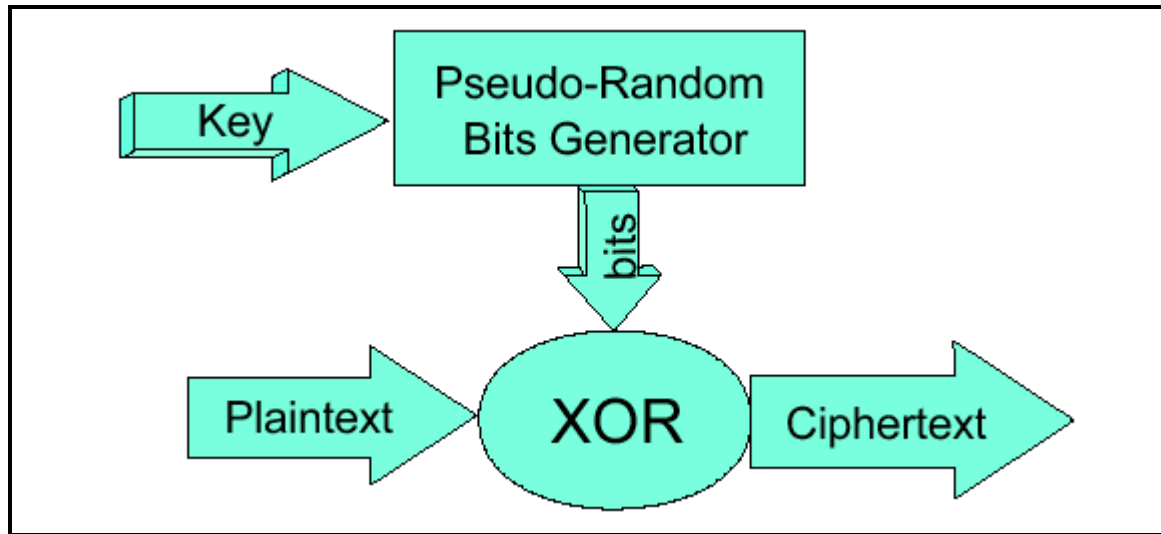 Key
Pseudo-Random
Bits Generator
bits
Plaintext
XOR
Ciphertext